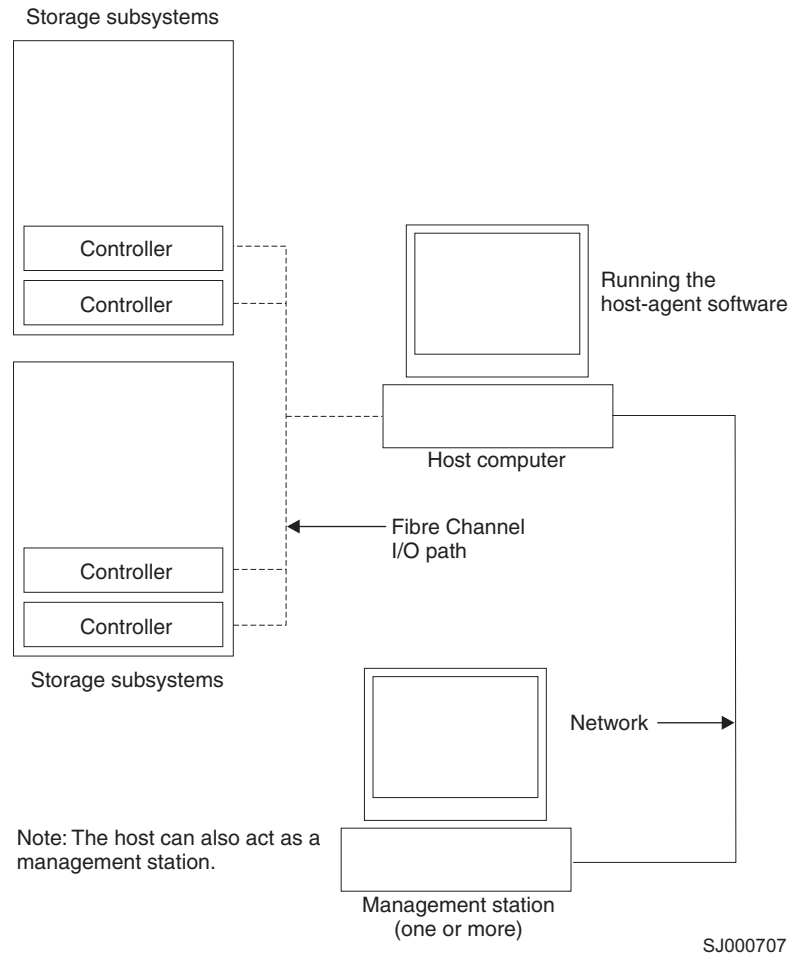 Storage subsystems
Controller
Controller
Running the
host-agent software
Host computer
Fibre Channel
I/O path
Controller
Controller
Storage subsystems
Network
Note: The host can also act as a
management station.
Management station
(one or more)
SJ000707